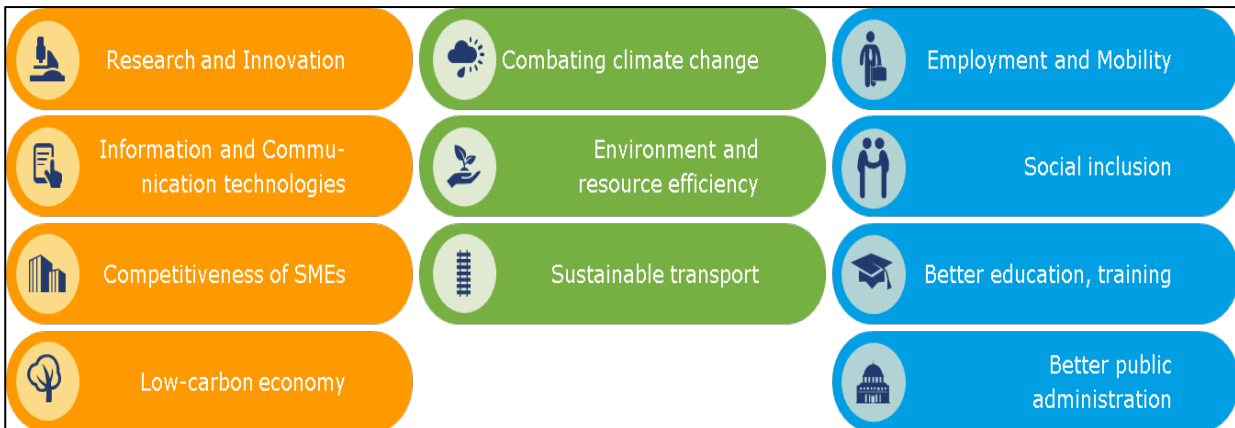 Research and Innovation
Information and Commu-
nication technologies
Competitiveness of SMEs
Low-carbon economy
Combating climate change
Environment and
resource efficiency
Sustainable transport
Employment and Mobility
Social inclusion
Better education, training
Better public
administration